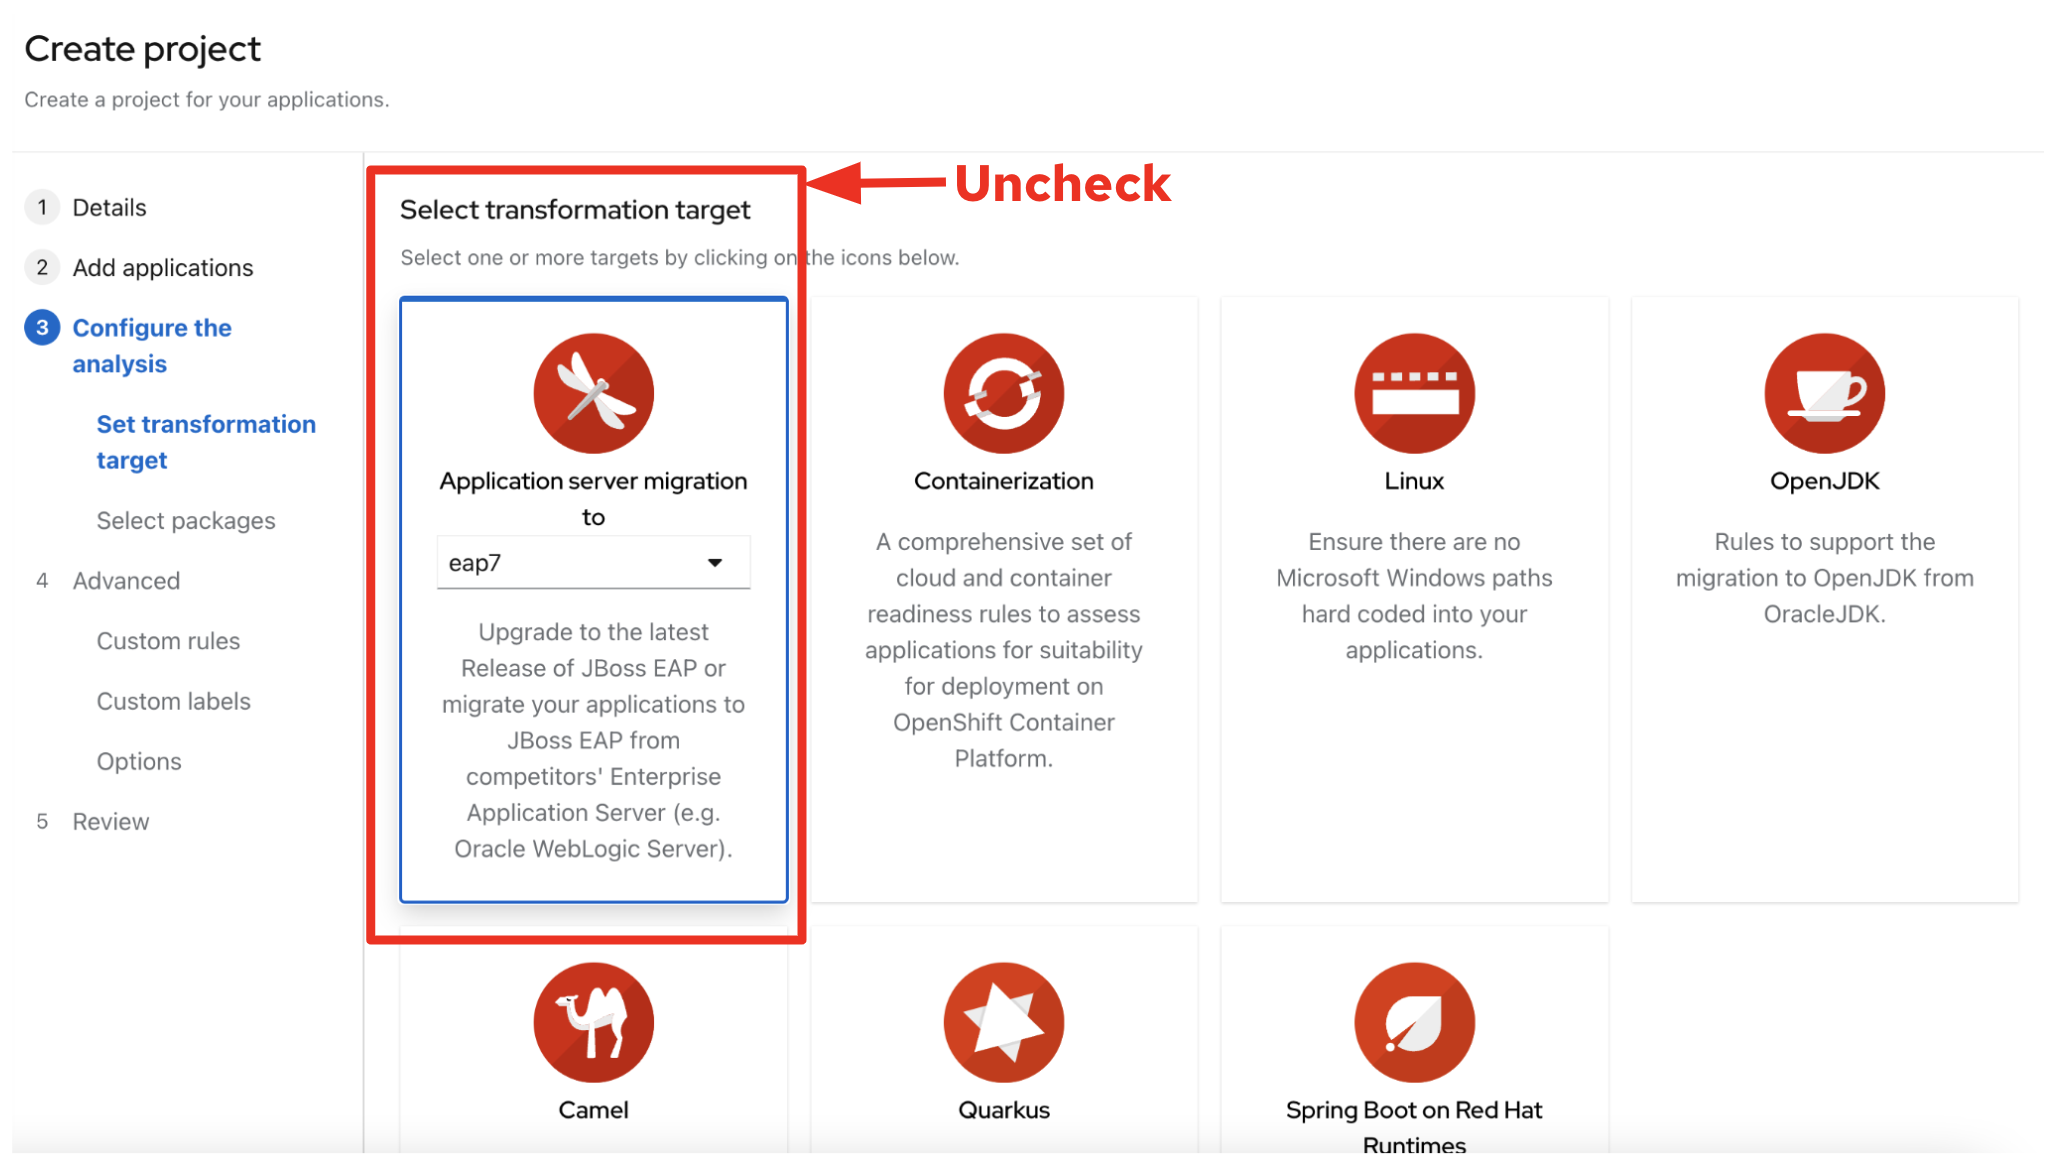 Create project
Create a project for your applications.
1 Details
2 Add applications
3 Configure the
analysis
Set transformation
target
Select packages
4 Advanced
Custom rules
Custom labels
Options
5 Review
Uncheck
Select transformation target
Select one or more targets by clicking on the icons below.
Application server migration
to
eap7
Upgrade to the latest
Release of JBoss EAP or
migrate your applications to
JBoss EAP from
competitors' Enterprise
Application Server (e.g.
Oracle WebLogic Server).
Containerization
A comprehensive set of
cloud and container
readiness rules to assess
applications for suitability
for deployment on
OpenShift Container
Platform.
Linux
Ensure there are no
Microsoft Windows paths
hard coded into your
applications.
OpenJDK
Rules to support the
migration to OpenJDK from
OracleJDK.
Camel
Quarkus
Spring Boot on Red Hat
Runtimes